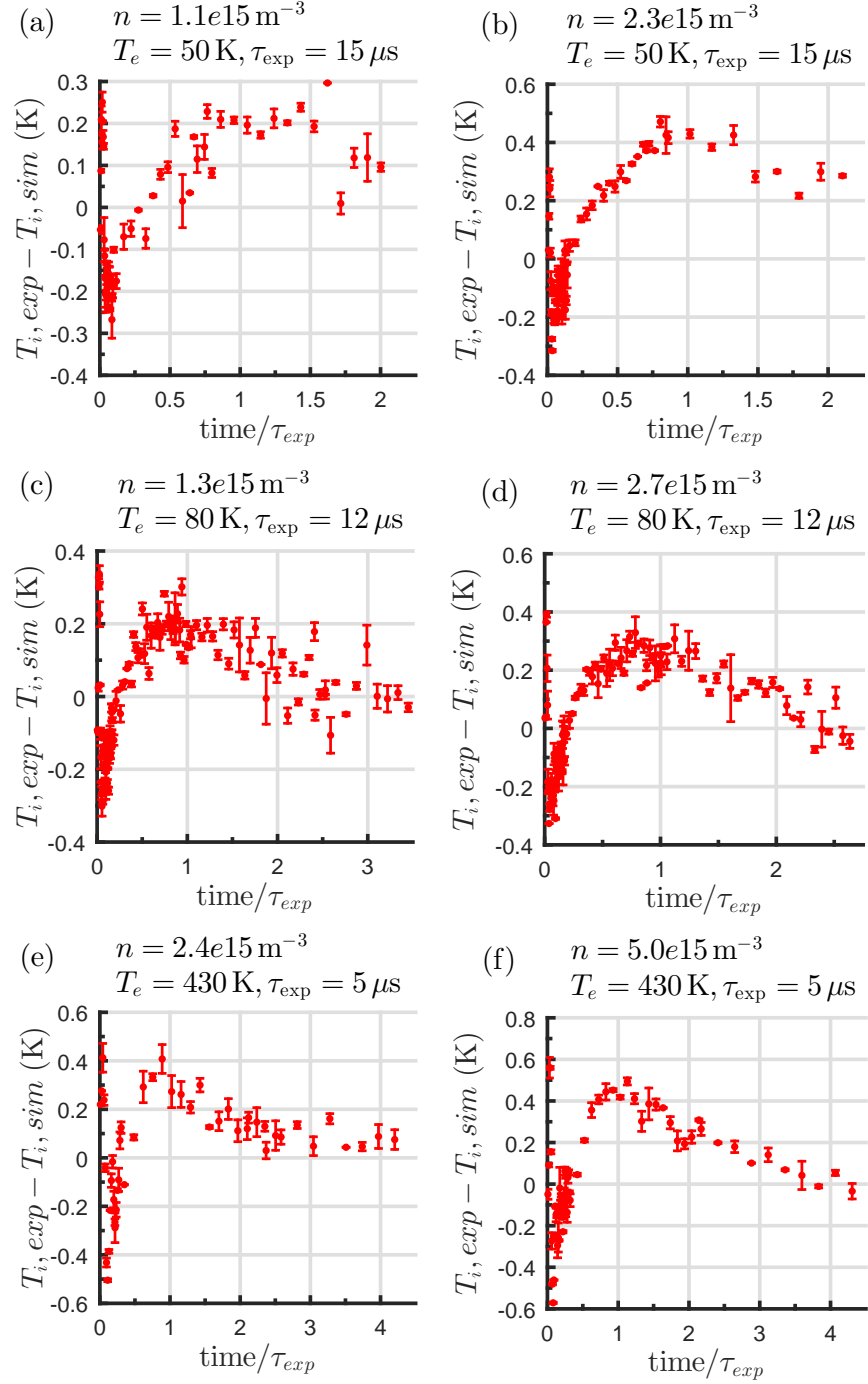 (a)
n = 1.1e15 m⁻³
T_e = 50 K, τ_exp = 15 μs
T_i, exp − T_i, sim (K)
0.3
0.2
0.1
0
-0.1
-0.2
-0.3
-0.4
0 0.5 1 1.5 2
time/τ_exp
(b)
n = 2.3e15 m⁻³
T_e = 50 K, τ_exp = 15 μs
T_i, exp − T_i, sim (K)
0.6
0.4
0.2
0
-0.2
-0.4
0 0.5 1 1.5 2
time/τ_exp
(c)
n = 1.3e15 m⁻³
T_e = 80 K, τ_exp = 12 μs
T_i, exp − T_i, sim (K)
0.4
0.2
0
-0.2
-0.4
0 1 2 3
time/τ_exp
(d)
n = 2.7e15 m⁻³
T_e = 80 K, τ_exp = 12 μs
T_i, exp − T_i, sim (K)
0.6
0.4
0.2
0
-0.2
-0.4
0 1 2
time/τ_exp
(e)
n = 2.4e15 m⁻³
T_e = 430 K, τ_exp = 5 μs
T_i, exp − T_i, sim (K)
0.6
0.4
0.2
0
-0.2
-0.4
-0.6
0 1 2 3 4
time/τ_exp
(f)
n = 5.0e15 m⁻³
T_e = 430 K, τ_exp = 5 μs
T_i, exp − T_i, sim (K)
0.8
0.6
0.4
0.2
0
-0.2
-0.4
-0.6
0 1 2 3 4
time/τ_exp